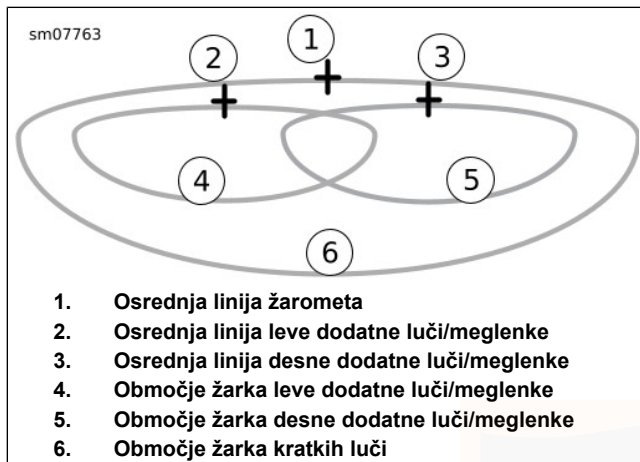 sm07763
1
2
3
4
5
6
1. Osrednja linija žarometa
2. Osrednja linija leve dodatne luči/meglenke
3. Osrednja linija desne dodatne luči/meglenke
4. Območje žarka leve dodatne luči/meglenke
5. Območje žarka desne dodatne luči/meglenke
6. Območje žarka kratkih luči